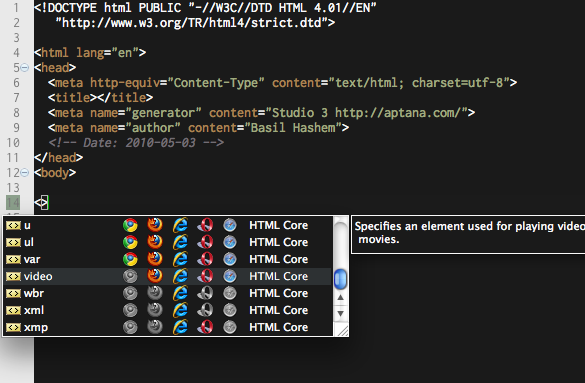 1 <!DOCTYPE html PUBLIC "-//W3C//DTD HTML 4.01//EN"
2 "http://www.w3.org/TR/html4/strict.dtd">
3
4 <html lang="en">
5 <head>
6 <meta http-equiv="Content-Type" content="text/html; charset=utf-8">
7 <title></title>
8 <meta name="generator" content="Studio 3 http://aptana.com/">
9 <meta name="author" content="Basil Hashem">
10 <!-- Date: 2010-05-03 -->
11 </head>
12 <body>
13
14 <>
u HTML Core
ul HTML Core
var HTML Core
video HTML Core
wbr HTML Core
xml HTML Core
xmp HTML Core
Specifies an element used for playing video
movies.